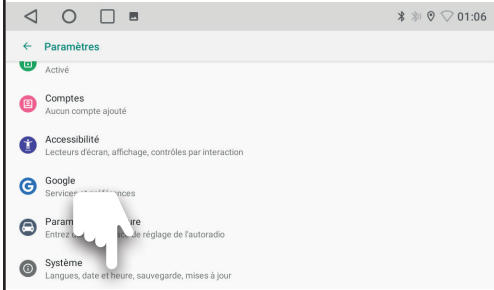 01:06
Paramètres
Activé
Comptes
Aucun compte ajouté
Accessibilité
Lecteurs d'écran, affichage, contrôles par interaction
Google
Services
Entrez de réglage de l'autoradio
Système
Langues, date et heure, sauvegarde, mises à jour